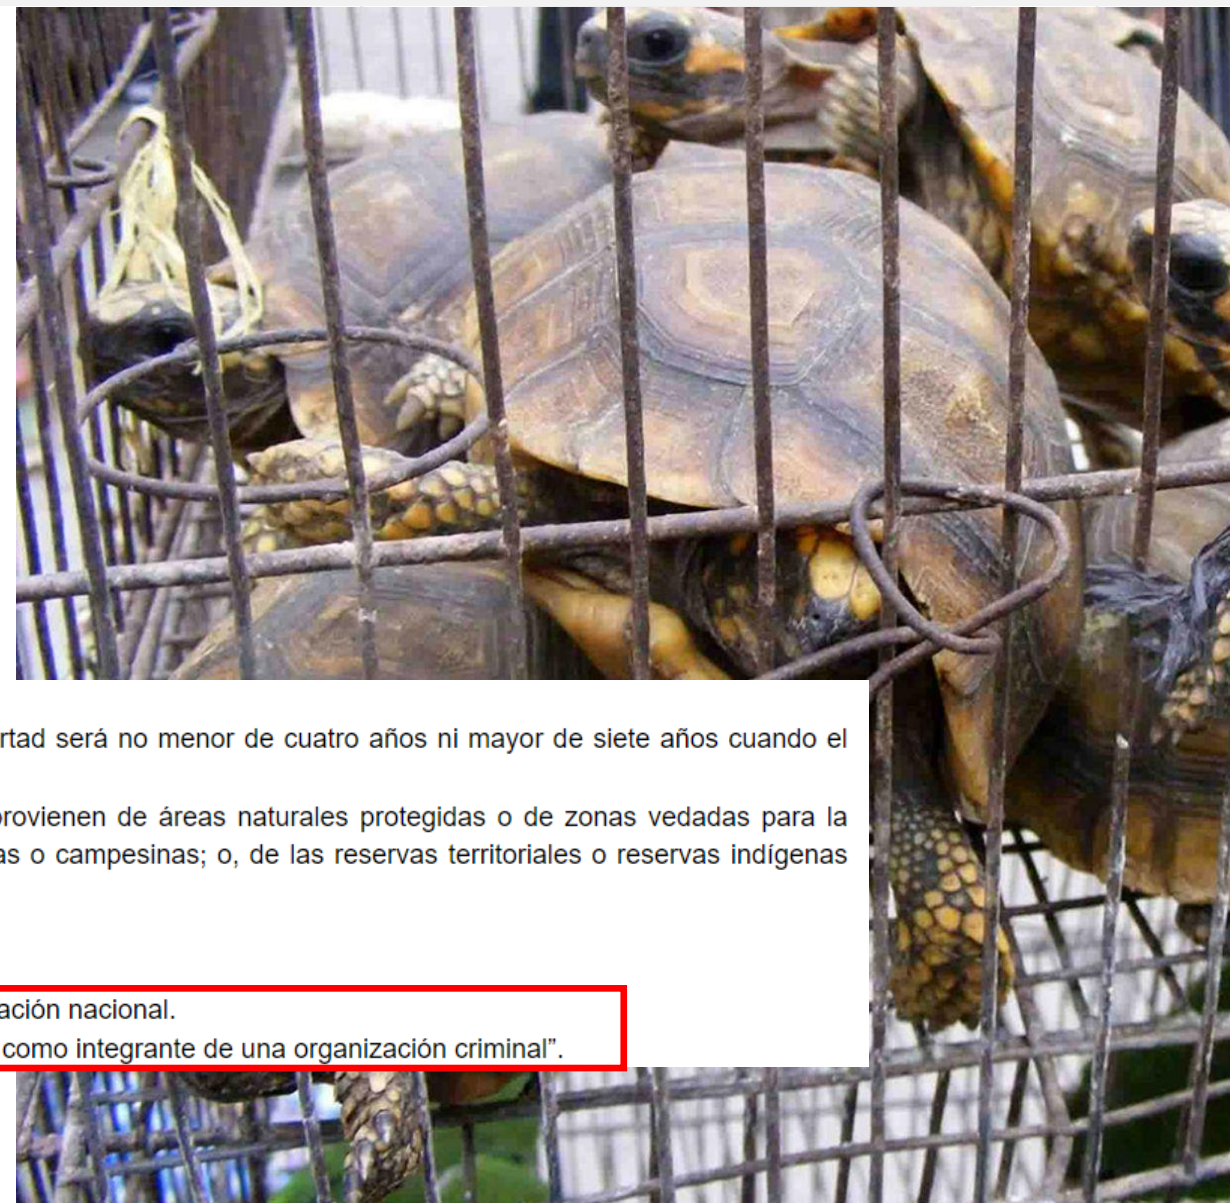 rtad será no menor de cuatro años ni mayor de siete años cuando el
provienen de áreas naturales protegidas o de zonas vedadas para la
as o campesinas; o, de las reservas territoriales o reservas indígenas
ación nacional.
como integrante de una organización criminal”.